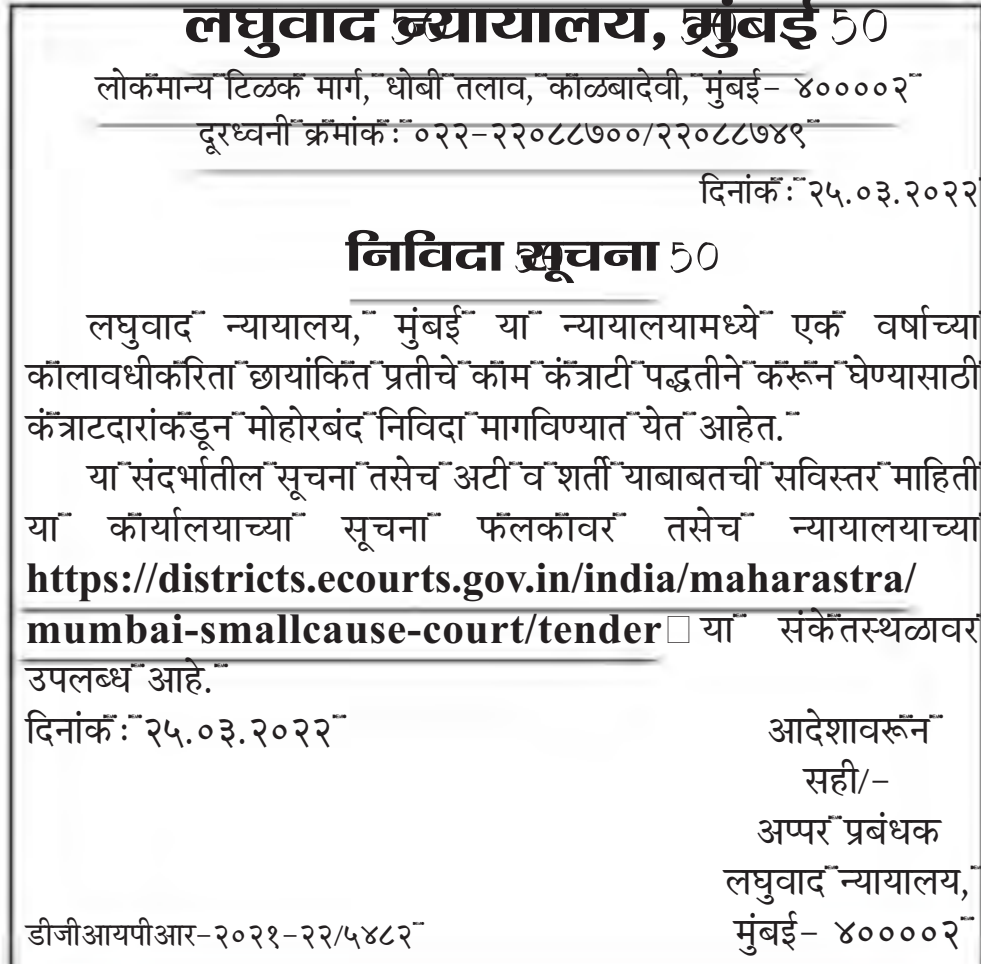 लघुवाद न्यायालय, मुंबई 50
लोकमान्य टिळक मार्ग, धोबी तलाव, काळबादेवी, मुंबई- ४००००२
दूरध्वनी क्रमांक: ०२२-२२०८८७००/२२०८८७४९
दिनांक: २५.०३.२०२२
निविदा सूचना 50
लघुवाद न्यायालय, मुंबई या न्यायालयामध्ये एक वर्षाच्या
कालावधीकरिता छायांकित प्रतीचे काम कंत्राटी पद्धतीने करून घेण्यासाठी
कंत्राटदारांकडून मोहोरबंद निविदा मागविण्यात येत आहेत.
या संदर्भातील सूचना तसेच अटी व शर्ती याबाबतची सविस्तर माहिती
या कार्यालयाच्या सूचना फलकावर तसेच न्यायालयाच्या
https://districts.ecourts.gov.in/india/maharastra/
mumbai-smallcause-court/tender या संकेतस्थळावर
उपलब्ध आहे.
दिनांक: २५.०३.२०२२ आदेशावरून
सही/-
अप्पर प्रबंधक
लघुवाद न्यायालय,
डीजीआयपीआर-२०२१-२२/५४८२ मुंबई- ४००००२